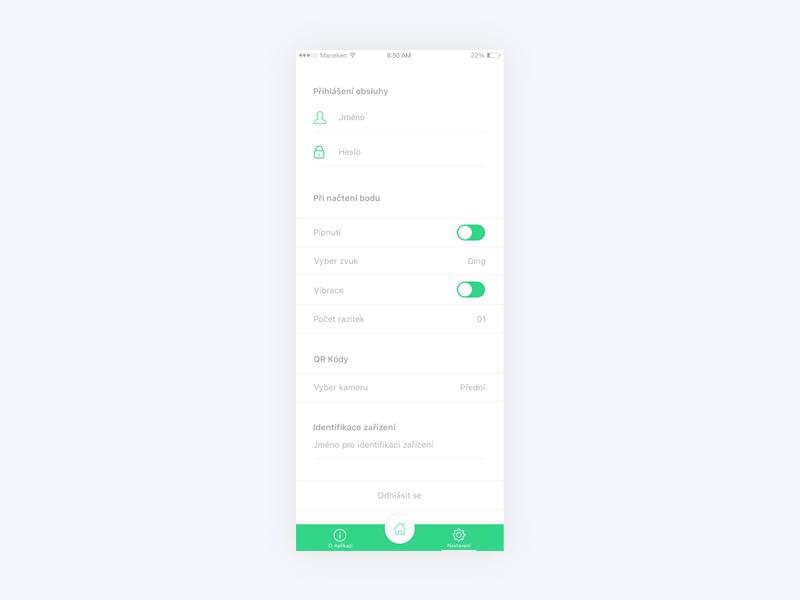 Maneken 8:50 AM 22%
Přihlášení obsluhy
Jméno
Heslo
Při načtení bodu
Pípnutí
Vyber zvuk Ding
Vibrace
Počet razítek 01
QR Kódy
Vyber kameru Přední
Identifikace zařízení
Jméno pro identifikaci zařízení
Odhlásit se
O Aplikaci Nastavení